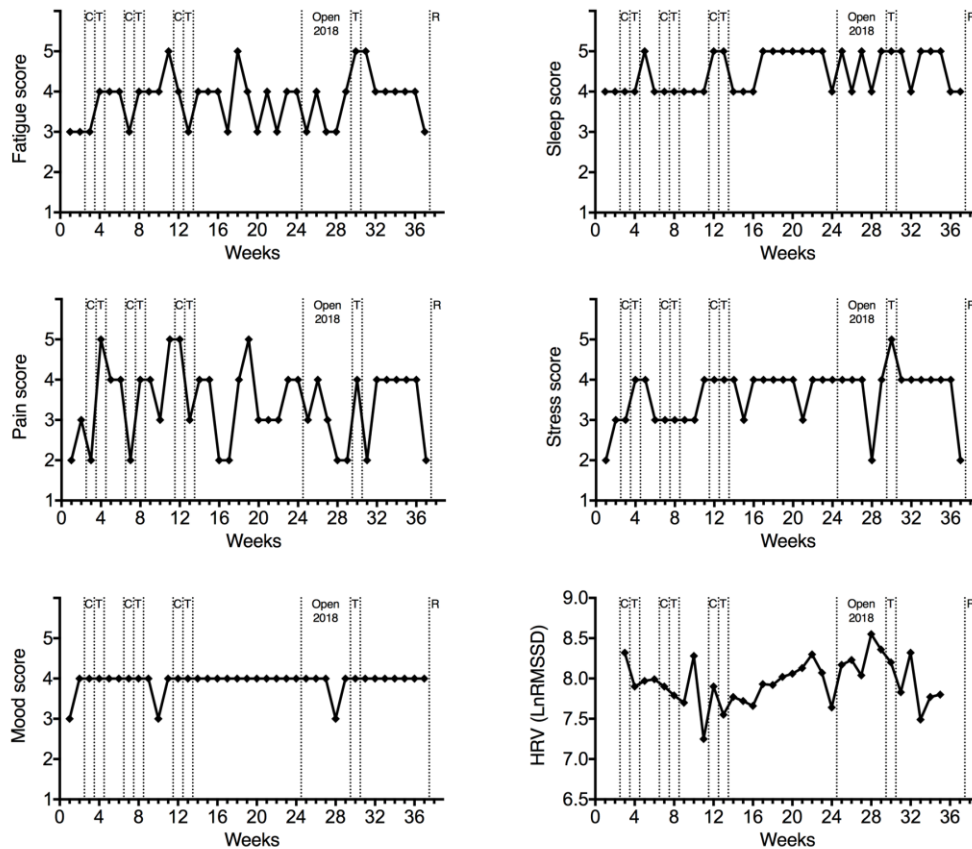 C T C T C T Open T R
2018
Fatigue score
5
4
3
2
1
0 4 8 12 16 20 24 28 32 36
Weeks
C T C T C T Open T R
2018
Sleep score
5
4
3
2
1
0 4 8 12 16 20 24 28 32 36
Weeks
C T C T C T Open T R
2018
Pain score
5
4
3
2
1
0 4 8 12 16 20 24 28 32 36
Weeks
C T C T C T Open T R
2018
Stress score
5
4
3
2
1
0 4 8 12 16 20 24 28 32 36
Weeks
C T C T C T Open T R
2018
Mood score
5
4
3
2
1
0 4 8 12 16 20 24 28 32 36
Weeks
C T C T C T Open T R
2018
HRV (LnRMSSD)
9.0
8.5
8.0
7.5
7.0
6.5
0 4 8 12 16 20 24 28 32 36
Weeks